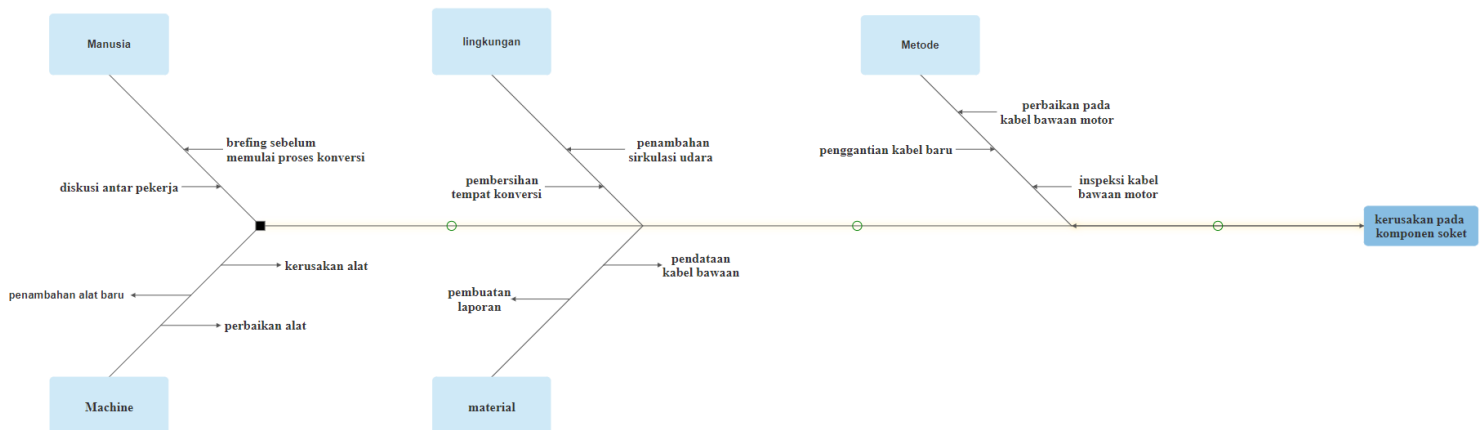 Manusia
lingkungan
Metode
brefing sebelum
memulai proses konversi
diskusi antar pekerja
penambahan
sirkulasi udara
pembersihan
tempat konversi
perbaikan pada
kabel bawaan motor
penggantian kabel baru
inspeksi kabel
bawaan motor
kerusakan pada
komponen soket
kerusakan alat
penambahan alat baru
perbaikan alat
pendataan
kabel bawaan
pembuatan
laporan
Machine
material